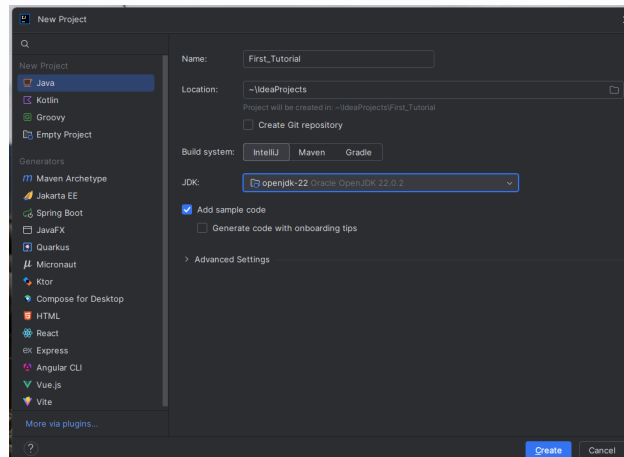 New Project
New Project
Java
Kotlin
Groovy
Empty Project
Generators
Maven Archetype
Jakarta EE
Spring Boot
JavaFX
Quarkus
Micronaut
Ktor
Compose for Desktop
HTML
React
ex Express
Angular CLI
Vue.js
Vite
More via plugins...
?
Name: First_Tutorial
Location: ~\IdeaProjects
Project will be created in: ~\IdeaProjects\First_Tutorial
Create Git repository
Build system: IntelliJ Maven Gradle
JDK: openjdk-22 Oracle OpenJDK 22.0.2
Add sample code
Generate code with onboarding tips
Advanced Settings
Create Cancel